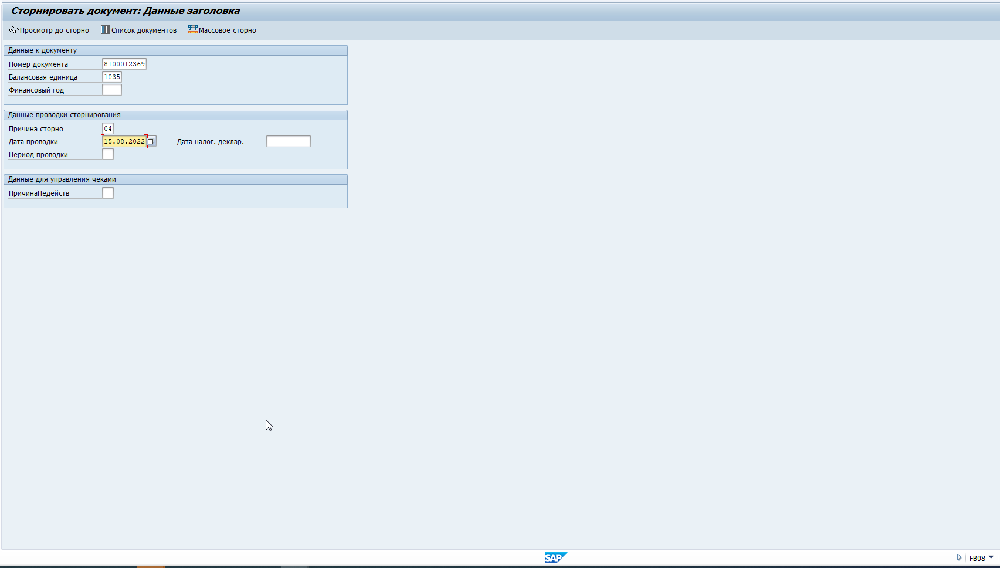 Сторнировать документ: Данные заголовка
Просмотр до сторно Список документов Массовое сторно
Данные к документу
Номер документа 8100012369
Балансовая единица 1035
Финансовый год
Данные проводки сторнирования
Причина сторно 04
Дата проводки 15.08.2022 Дата налог. деклар.
Период проводки
Данные для управления чеками
ПричинаНедейств
SAP FB08